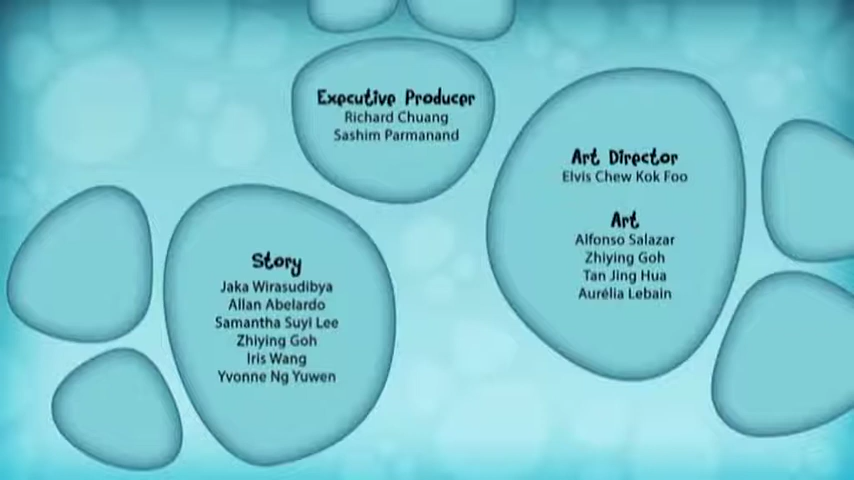 Executive Producer
Richard Chuang
Sashim Parmanand
Art Director
Elvis Chew Kok Foo
Art
Alfonso Salazar
Zhiying Goh
Tan Jing Hua
Aurélia Lebain
Story
Jaka Wirasudibya
Allan Abelardo
Samantha Suyi Lee
Zhiying Goh
Iris Wang
Yvonne Ng Yuwen